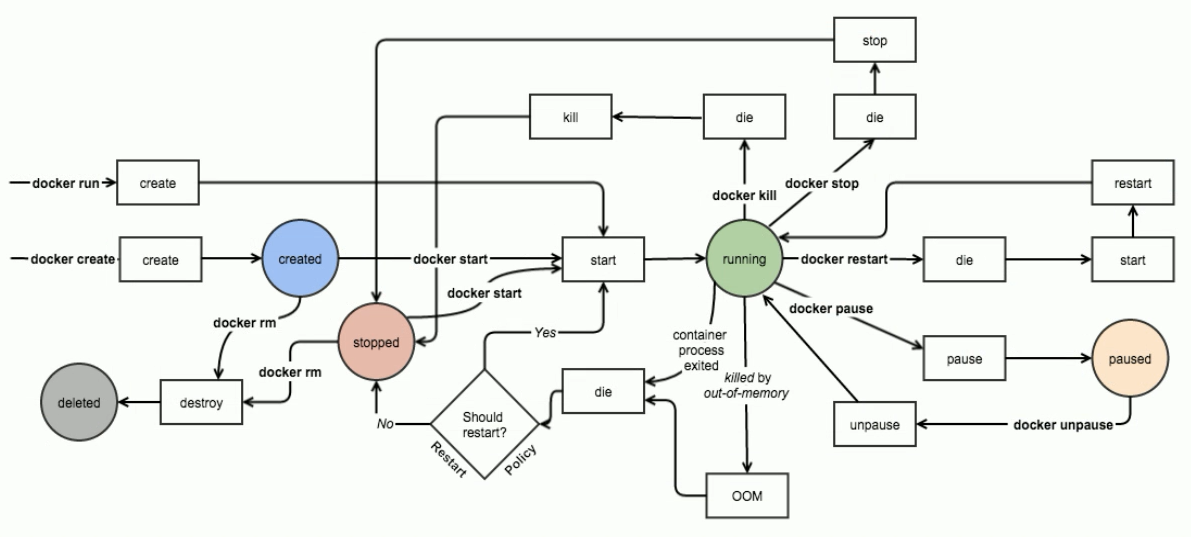 stop
kill
die
die
docker run
create
docker kill
docker stop
restart
docker create
create
created
docker start
start
running
docker restart
die
start
docker start
docker rm
stopped
Yes
docker pause
container
process
exited
pause
paused
docker rm
deleted
destroy
die
killed by
out-of-memory
No
Should
restart?
Restart
Policy
unpause
docker unpause
OOM